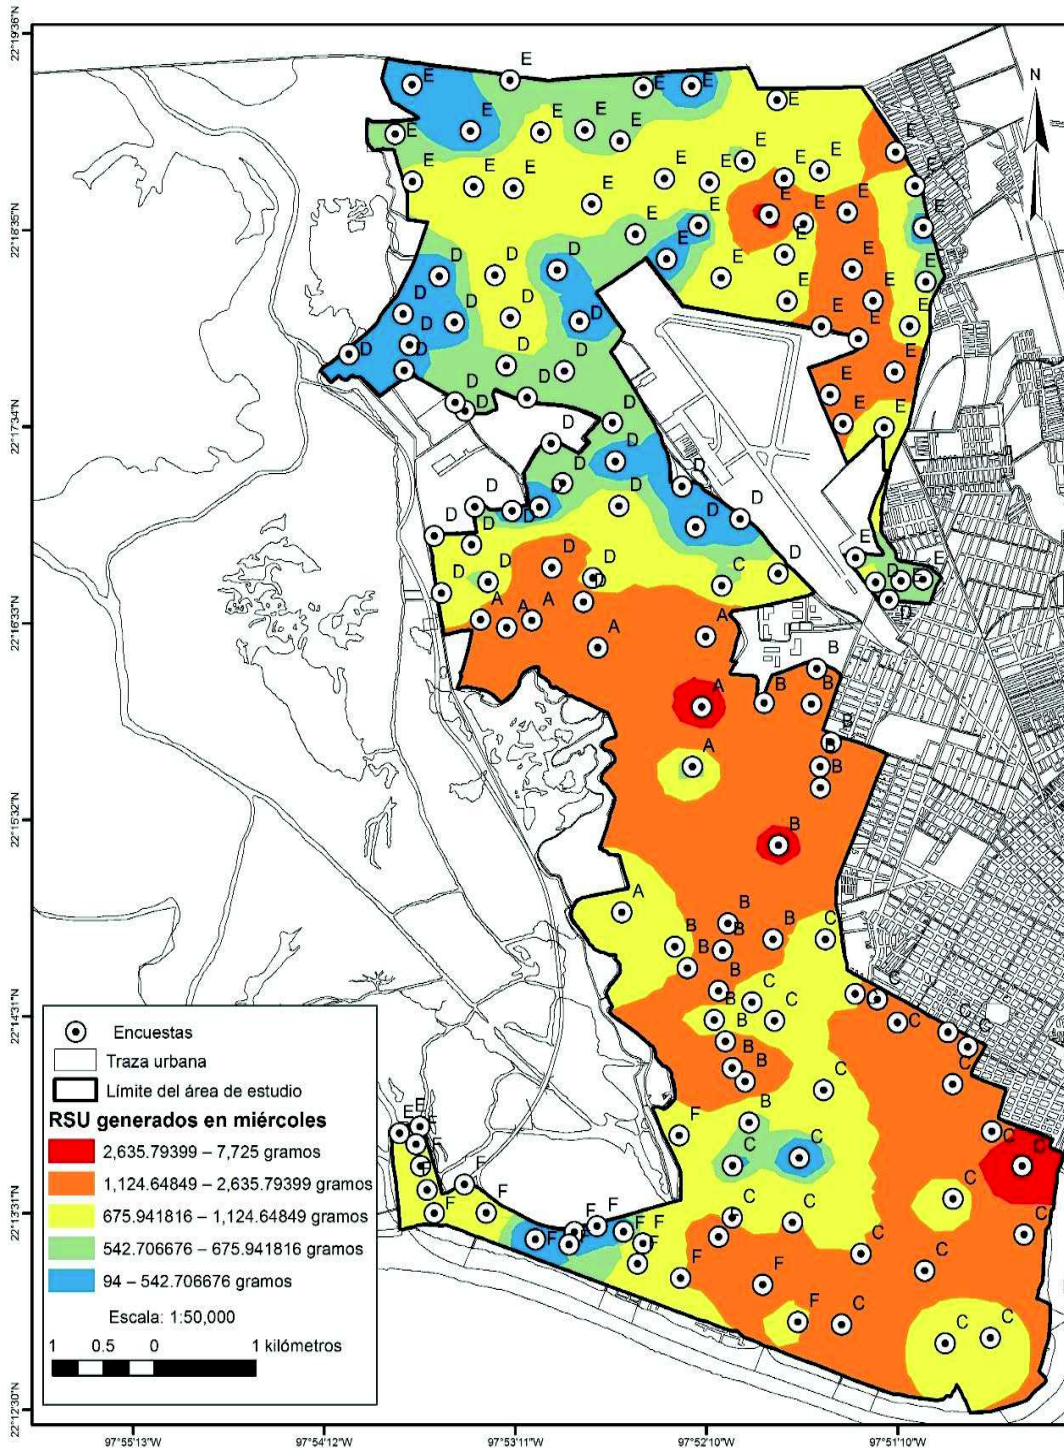 22°19'36"N
22°18'35"N
22°17'34"N
22°16'33"N
22°15'32"N
22°14'31"N
22°13'31"N
22°12'30"N
N
E
E E E E
E E E E
E E E E E
E E E E E E
E E E E E
E E E E
D D D E E
D D D D E E
D D D D E E
D D D E E E
D D D
D D D D
D D D D D
D D D C D E E
D D D D
A A A A B
A B B
A B B
B
A B B C
B B C
B B C C C
B B C C
B C C
E E F B C C
F F C C
F F F C C C
F F F F C C
F F C C C
Encuestas
Traza urbana
Límite del área de estudio
RSU generados en miércoles
2,635.79399 – 7,725 gramos
1,124.64849 – 2,635.79399 gramos
675.941816 – 1,124.64849 gramos
542.706676 – 675.941816 gramos
94 – 542.706676 gramos
Escala: 1:50,000
1 0.5 0 1 kilómetros
97°55'13"W 97°54'12"W 97°53'11"W 97°52'10"W 97°51'10"W